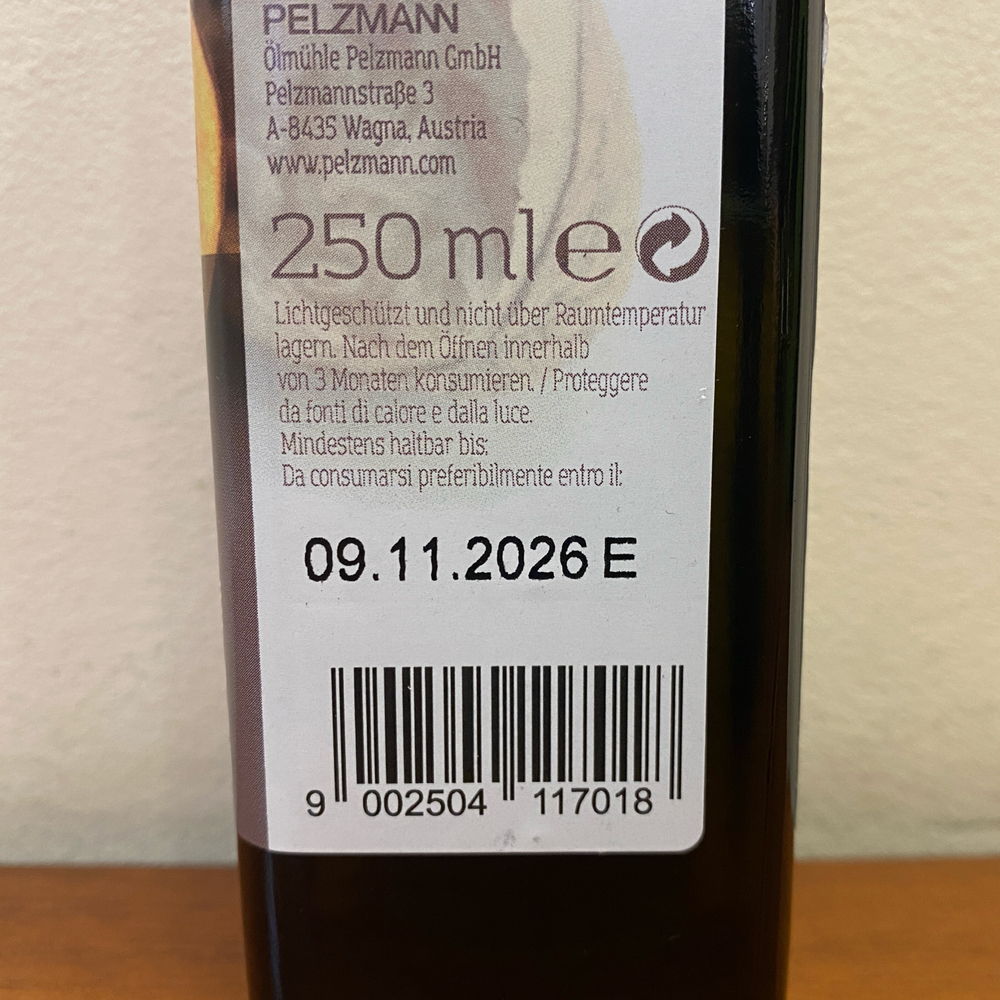 PELZMANN
Ölmühle Pelzmann GmbH
Pelzmannstraße 3
A-8435 Wagna, Austria
www.pelzmann.com
250 ml e
Lichtgeschützt und nicht über Raumtemperatur
lagern. Nach dem Öffnen innerhalb
von 3 Monaten konsumieren. / Proteggere
da fonti di calore e dalla luce.
Mindestens haltbar bis:
Da consumarsi preferibilmente entro il:
09.11.2026 E
9 002504 117018